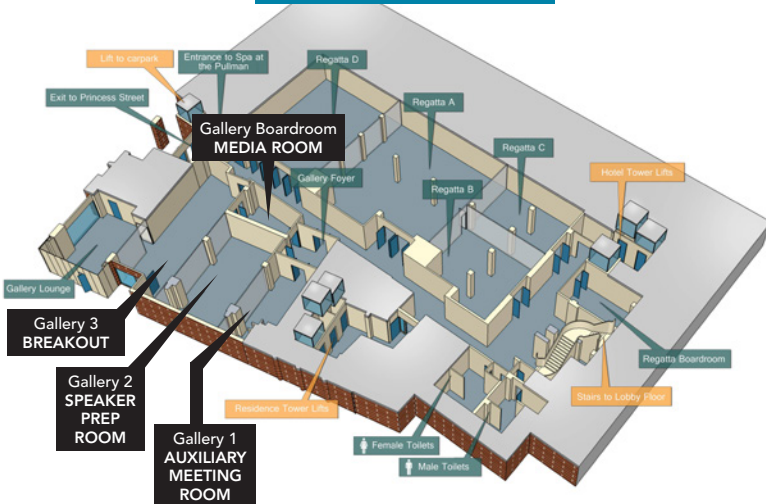 Lift to carpark
Entrance to Spa at
the Pullman
Regatta D
Exit to Princess Street
Regatta A
Gallery Boardroom
MEDIA ROOM
Regatta C
Hotel Tower Lifts
Gallery Foyer
Regatta B
Gallery Lounge
Gallery 3
BREAKOUT
Regatta Boardroom
Gallery 2
SPEAKER
PREP
ROOM
Stairs to Lobby Floor
Residence Tower Lifts
Gallery 1
AUXILIARY
MEETING
ROOM
Female Toilets
Male Toilets